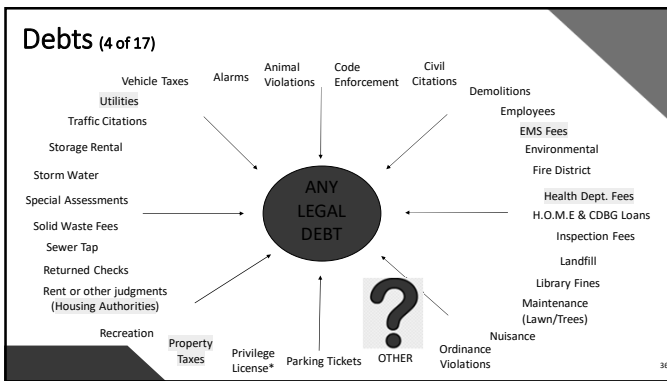 Debts (4 of 17)
Vehicle Taxes
Alarms
Animal
Violations
Code
Enforcement
Civil
Citations
Demolitions
Employees
EMS Fees
Environmental
Fire District
Health Dept. Fees
H.O.M.E & CDBG Loans
Inspection Fees
Landfill
Library Fines
Maintenance
(Lawn/Trees)
Nuisance
Ordinance
Violations
?
OTHER
Parking Tickets
Privilege
License*
Property
Taxes
Recreation
Rent or other judgments
(Housing Authorities)
Returned Checks
Sewer Tap
Solid Waste Fees
Special Assessments
Storm Water
Storage Rental
Traffic Citations
Utilities
ANY
LEGAL
DEBT
36